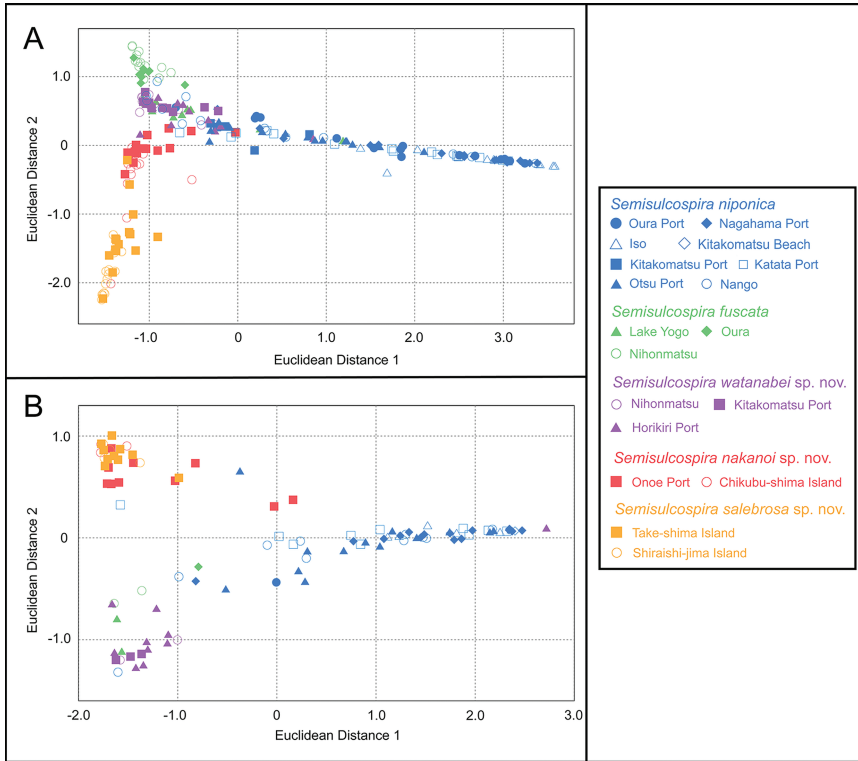 A
1.0
0
-1.0
-2.0
Euclidean Distance 2
-1.0 0 1.0 2.0 3.0
Euclidean Distance 1
B
1.0
0
-1.0
Euclidean Distance 2
-2.0 -1.0 0 1.0 2.0 3.0
Euclidean Distance 1
Semisulcospira niponica
Oura Port Nagahama Port
Iso Kitakomatsu Beach
Kitakomatsu Port Katata Port
Otsu Port Nango
Semisulcospira fuscata
Lake Yogo Oura
Nihonmatsu
Semisulcospira watanabei sp. nov.
Nihonmatsu Kitakomatsu Port
Horikiri Port
Semisulcospira nakanoi sp. nov.
Onoe Port Chikubu-shima Island
Semisulcospira salebrosa sp. nov.
Take-shima Island
Shiraishi-jima Island